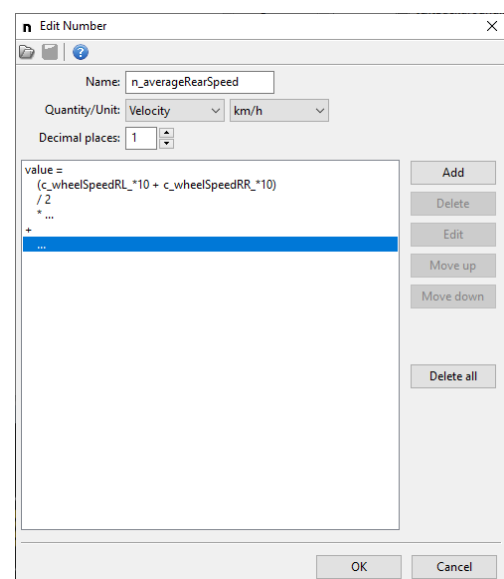 n Edit Number
Name: n_averageRearSpeed
Quantity/Unit: Velocity km/h
Decimal places: 1
value =
(c_wheelSpeedRL_*10 + c_wheelSpeedRR_*10)
/ 2
* ...
+
...
Add
Delete
Edit
Move up
Move down
Delete all
OK Cancel